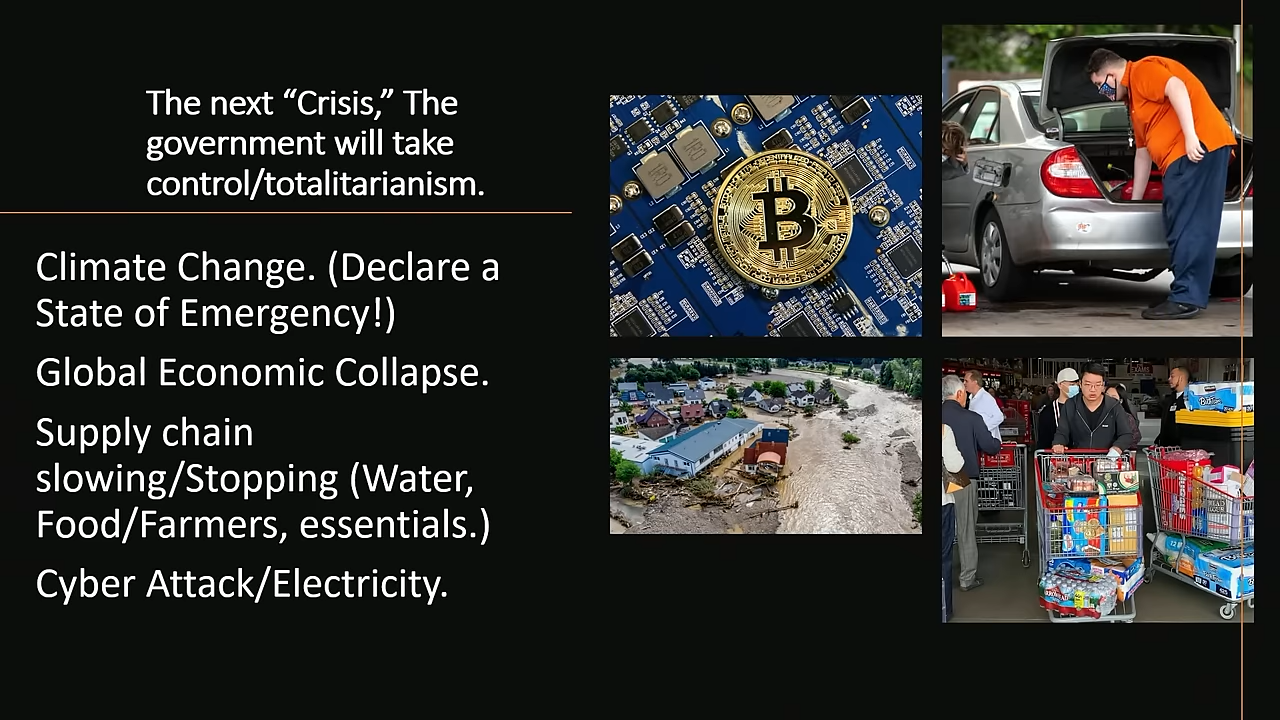 The next “Crisis,” The
government will take
control/totalitarianism.
Climate Change. (Declare a
State of Emergency!)
Global Economic Collapse.
Supply chain
slowing/Stopping (Water,
Food/Farmers, essentials.)
Cyber Attack/Electricity.